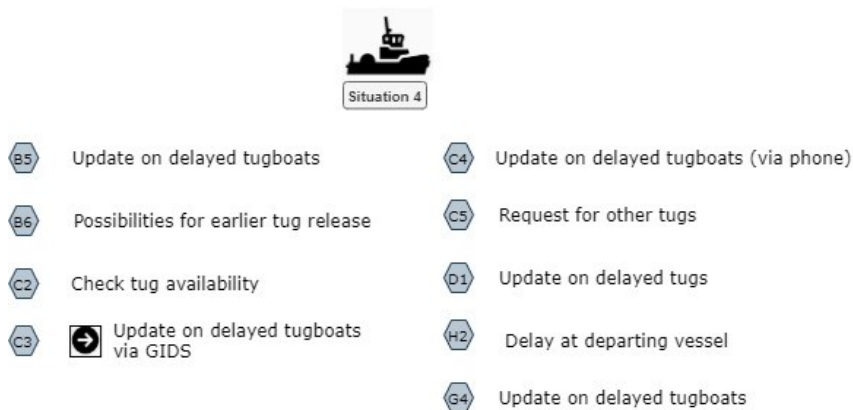 Situation 4
B5 Update on delayed tugboats
B6 Possibilities for earlier tug release
C2 Check tug availability
C3 Update on delayed tugboats
via GIDS
C4 Update on delayed tugboats (via phone)
C5 Request for other tugs
D1 Update on delayed tugs
H2 Delay at departing vessel
G4 Update on delayed tugboats